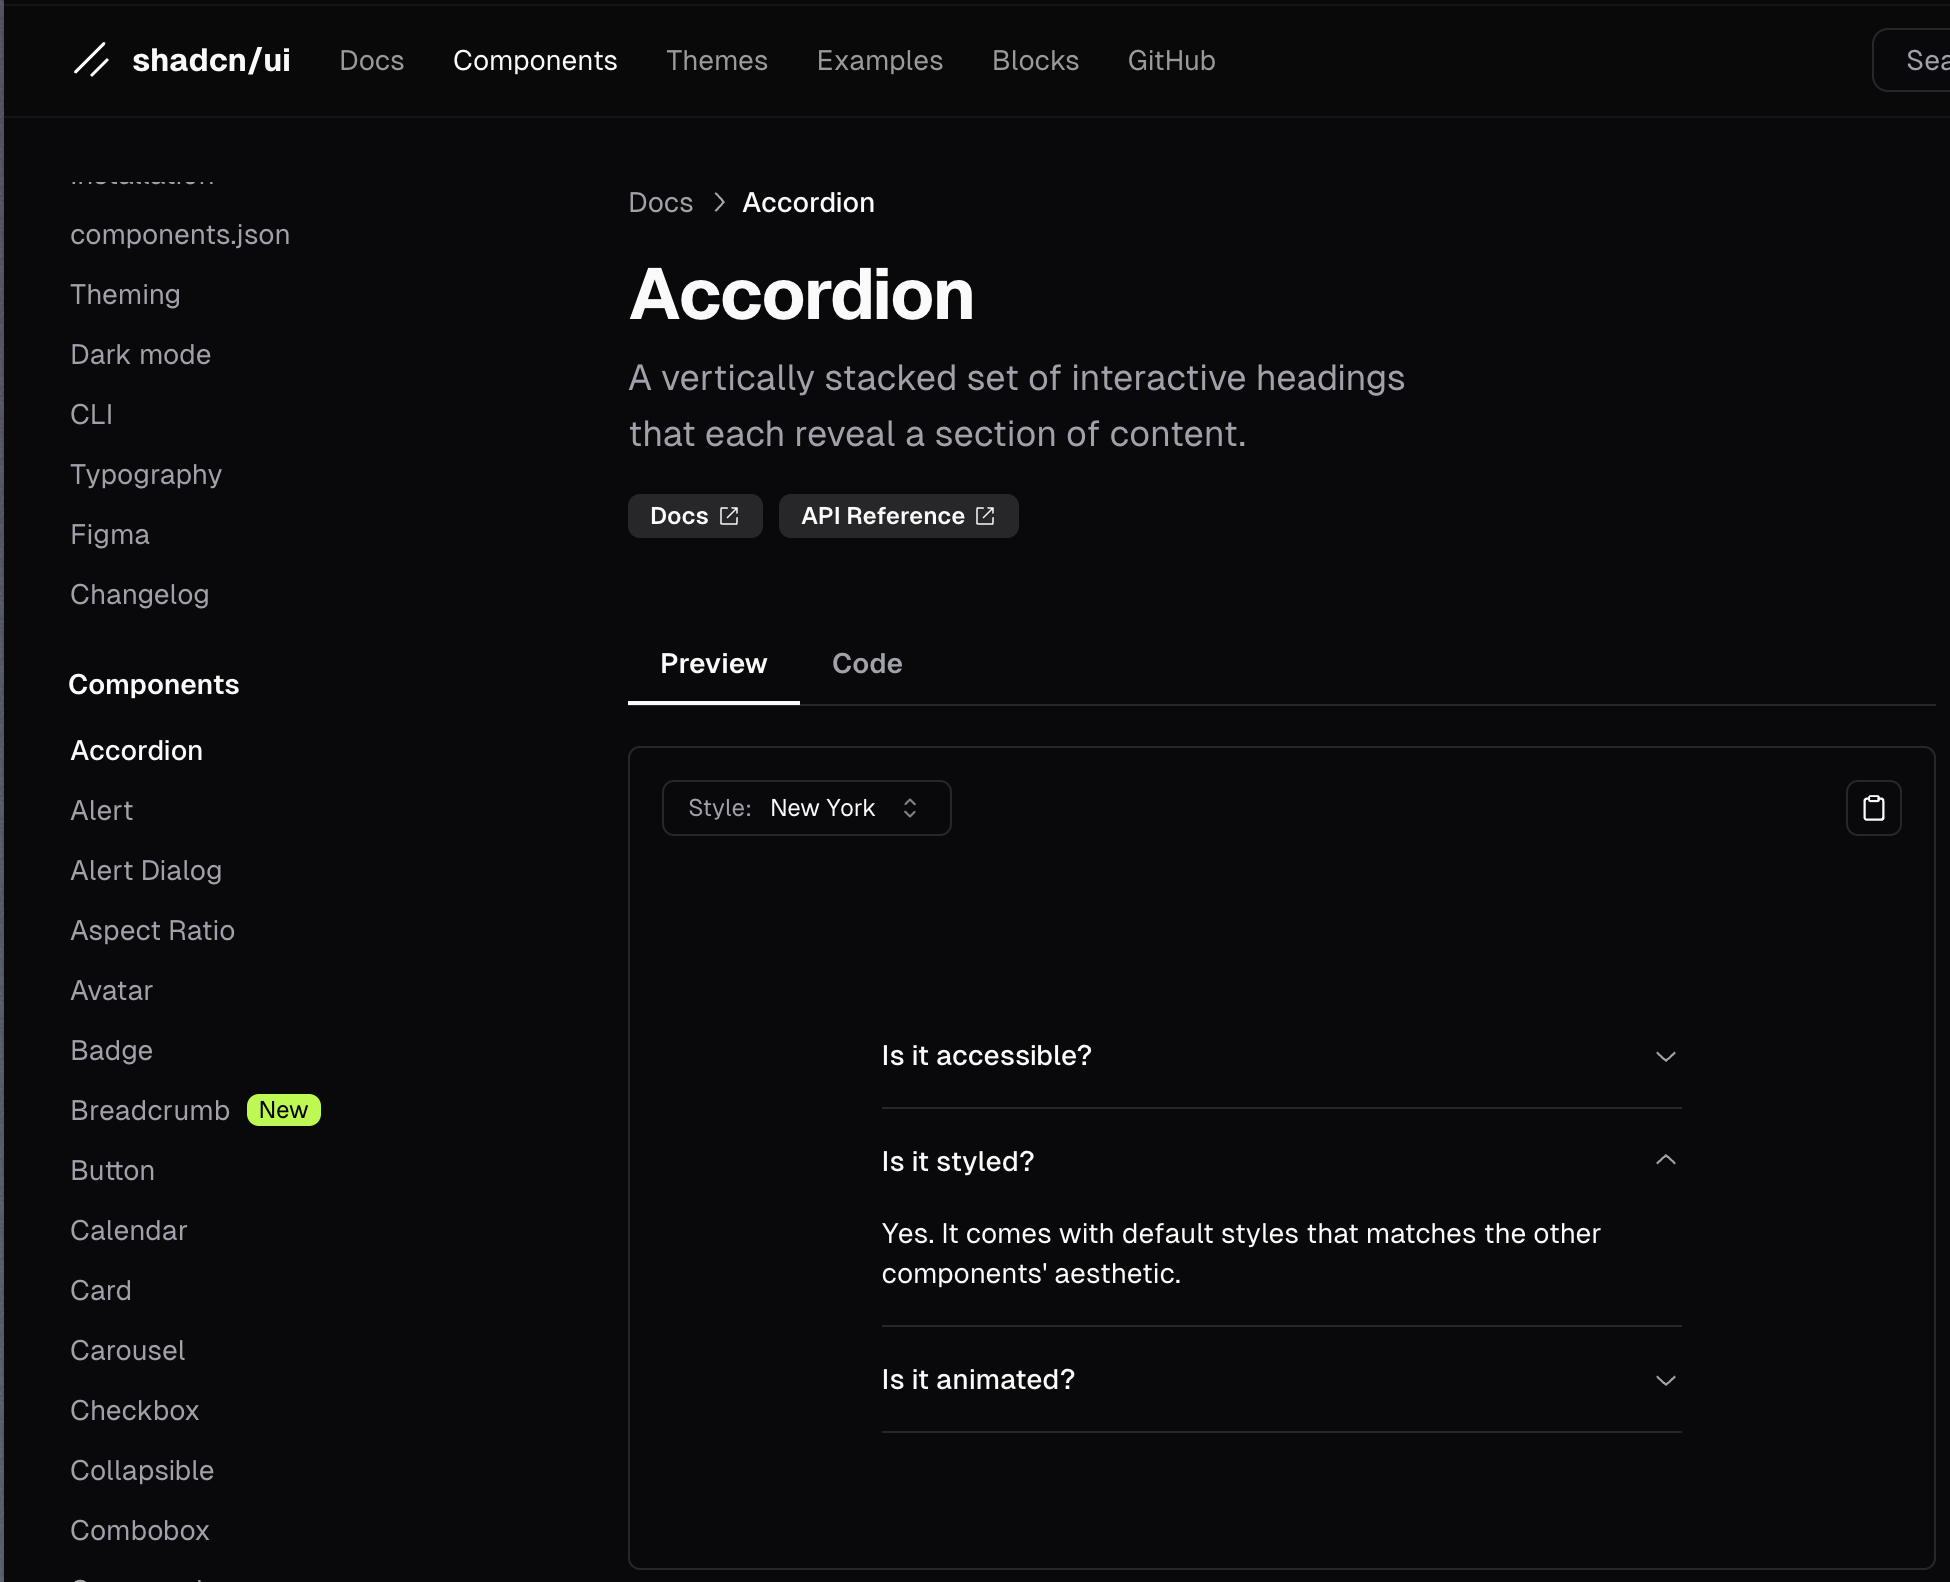 shadcn/ui
Docs
Components
Themes
Examples
Blocks
GitHub
components.json
Theming
Dark mode
CLI
Typography
Figma
Changelog
Components
Accordion
Alert
Alert Dialog
Aspect Ratio
Avatar
Badge
Breadcrumb New
Button
Calendar
Card
Carousel
Checkbox
Collapsible
Combobox
Docs
Accordion
Accordion
A vertically stacked set of interactive headings
that each reveal a section of content.
Docs
API Reference
Preview
Code
Style: New York
Is it accessible?
Is it styled?
Yes. It comes with default styles that matches the other
components' aesthetic.
Is it animated?